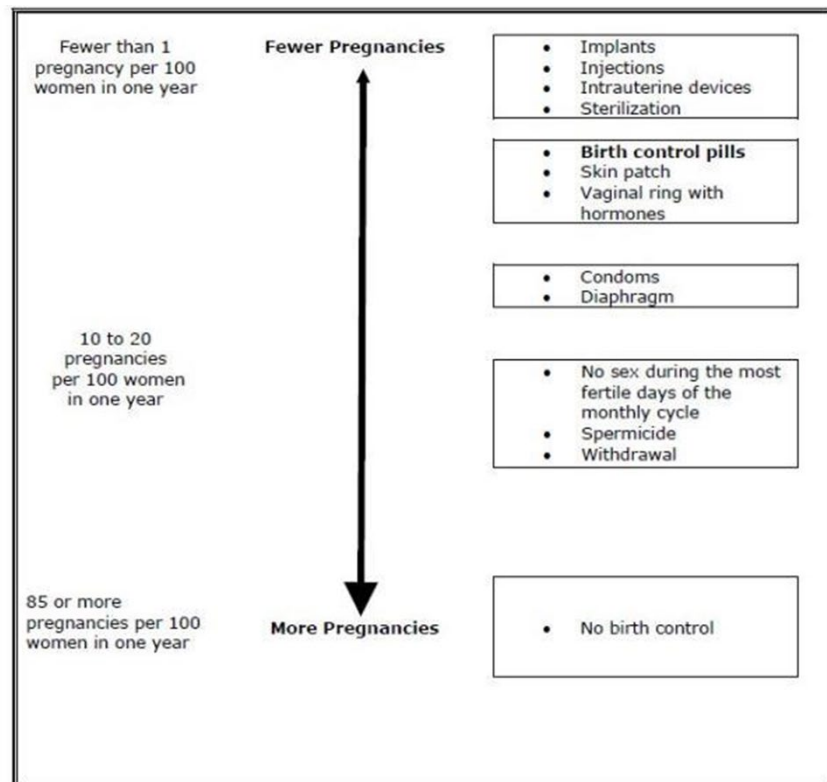 Fewer than 1
pregnancy per 100
women in one year
Fewer Pregnancies
• Implants
• Injections
• Intrauterine devices
• Sterilization
• Birth control pills
• Skin patch
• Vaginal ring with
hormones
• Condoms
• Diaphragm
10 to 20
pregnancies
per 100 women
in one year
• No sex during the most
fertile days of the
monthly cycle
• Spermicide
• Withdrawal
85 or more
pregnancies per 100
women in one year
More Pregnancies
• No birth control